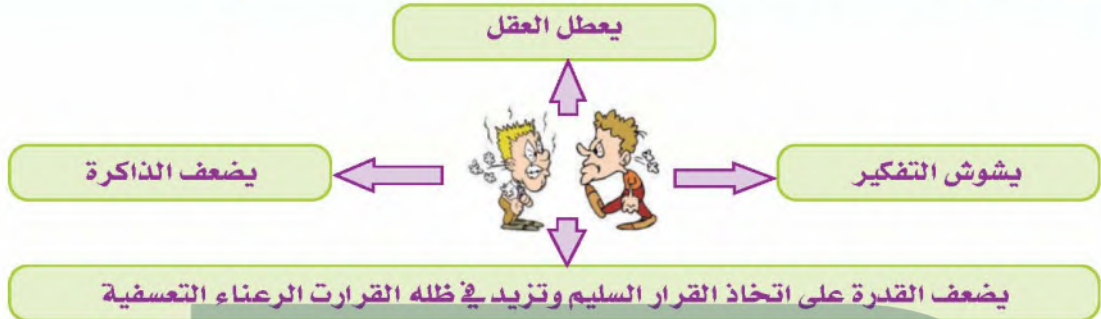 يعطل العقل
يشوش التفكير
يضعف الذاكرة
يضعف القدرة على اتخاذ القرار السليم وتزيد في ظله القرارت الرعناء التعسفية